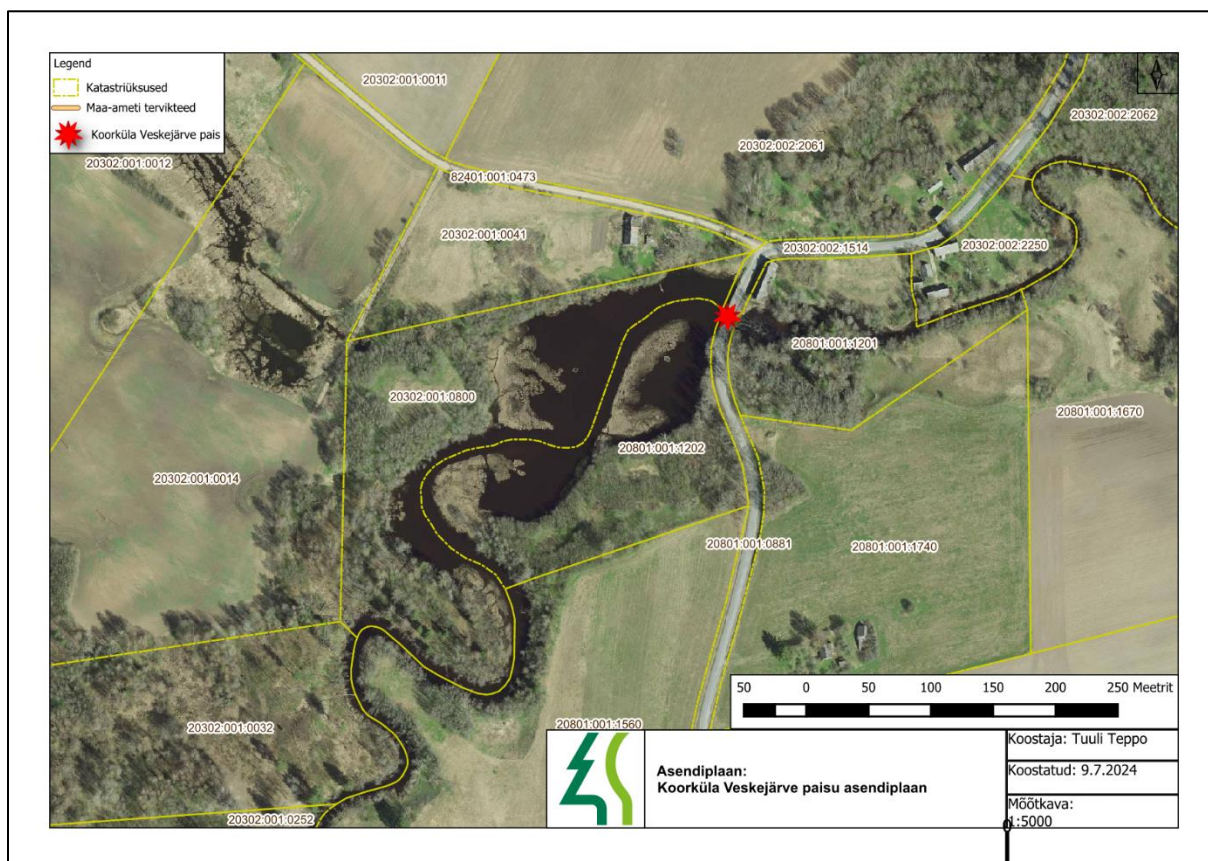 Legend
Katastriüksused
Maa-ameti tervikteed
Koorküla Veskejärve pais
20302:001:0011
20302:002:2062
20302:002:2061
20302:001:0012
82401:001:0473
20302:001:0041
20302:002:1514
20302:002:2250
20801:001:1201
20302:001:0800
20801:001:1670
20801:001:1202
20302:001:0014
20801:001:0881
20801:001:1740
50 0 50 100 150 200 250 Meetrit
20302:001:0032
20801:001:1560
20302:001:0252
Asendiplaan:
Koorküla Veskejärve paisu asendiplaan
Koostaja: Tuuli Teppo
Koostatud: 9.7.2024
Mõõtkava:
1:5000
0